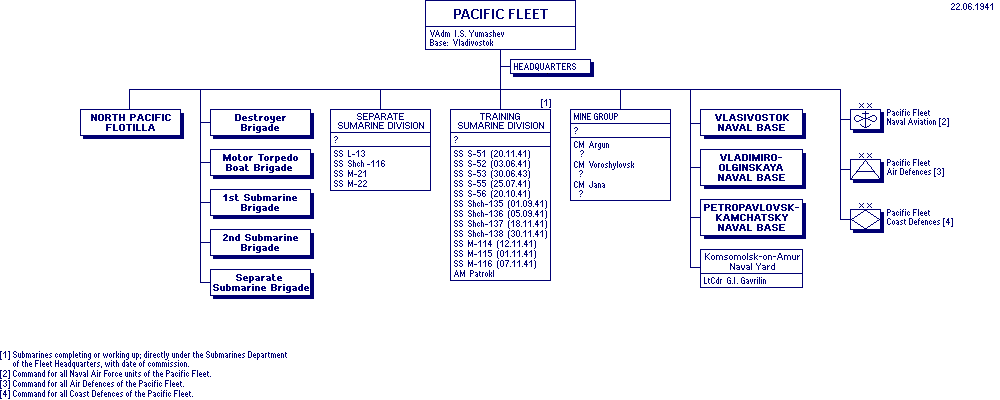 22.06.1941
PACIFIC FLEET
VAdm I.S. Yumashev
Base: Vladivostok
HEADQUARTERS
NORTH PACIFIC
FLOTILLA
Destroyer
Brigade
Motor Torpedo
Boat Brigade
1st Submarine
Brigade
2nd Submarine
Brigade
Separate
Submarine Brigade
SEPARATE
SUMARINE DIVISION
?
SS L-13
SS Shch-116
SS M-21
SS M-22
[1]
TRAINING
SUMARINE DIVISION
?
SS S-51 (20.11.41)
SS S-52 (03.06.41)
SS S-53 (30.06.43)
SS S-55 (25.07.41)
SS S-56 (20.10.41)
SS Shch-135 (01.09.41)
SS Shch-136 (05.09.41)
SS Shch-137 (18.11.41)
SS Shch-138 (30.11.41)
SS M-114 (12.11.41)
SS M-115 (01.11.41)
SS M-116 (07.11.41)
AM Patrokl
MINE GROUP
?
CM Argun
?
CM Voroshylovsk
?
CM Jana
?
VLASIVOSTOK
NAVAL BASE
VLADIMIRO-
OLGINSKAYA
NAVAL BASE
PETROPAVLOVSK-
KAMCHATSKY
NAVAL BASE
Komsomolsk-on-Amur
Naval Yard
LtCdr G.I. Gavrilin
XX
Pacific Fleet
Naval Aviation [2]
XX
Pacific Fleet
Air Defences [3]
XX
Pacific Fleet
Coast Defences [4]
[1] Submarines completing or working up; directly under the Submarines Department
of the Fleet Headquarters, with date of commission.
[2] Command for all Naval Air Force units of the Pacific Fleet.
[3] Command for all Air Defences of the Pacific Fleet.
[4] Command for all Coast Defences of the Pacific Fleet.